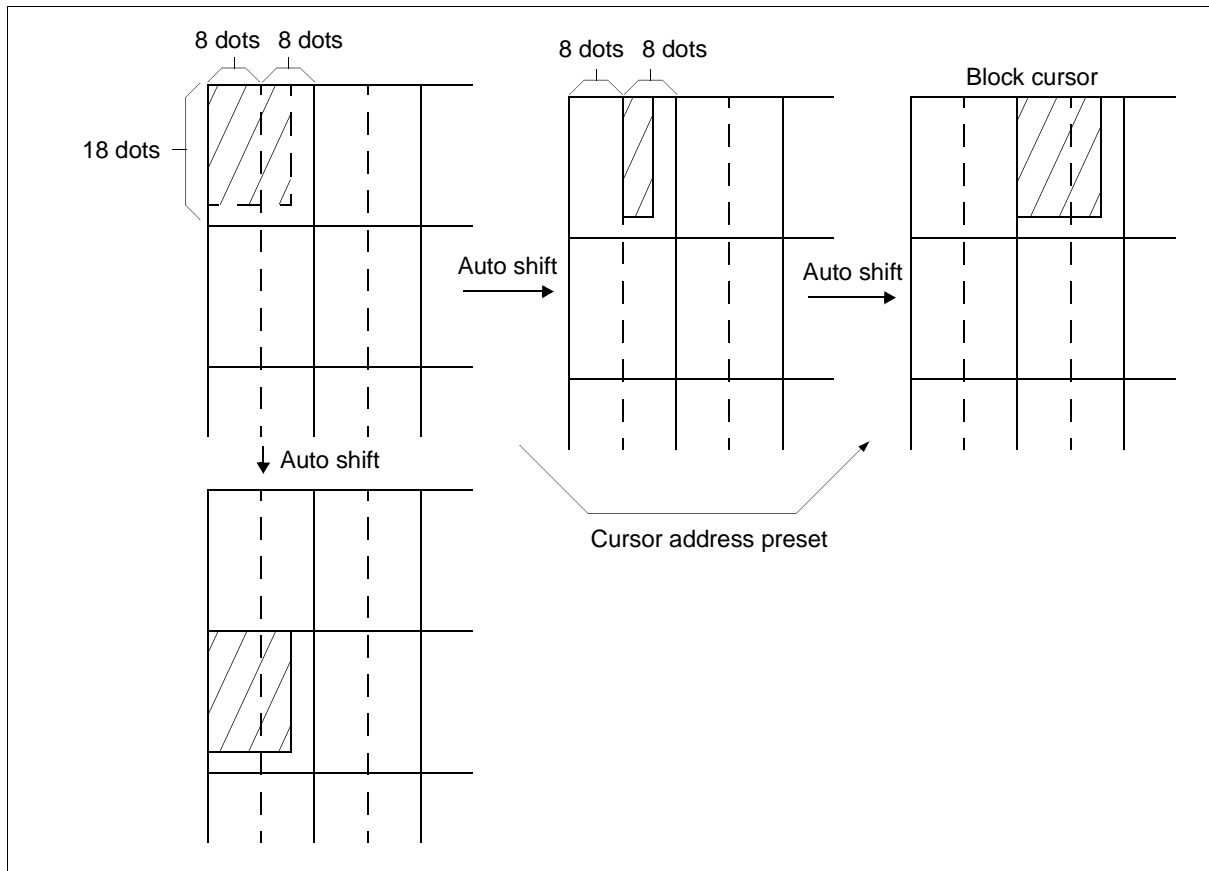 8 dots 8 dots
8 dots 8 dots
Block cursor
18 dots
Auto shift
Auto shift
Auto shift
Cursor address preset